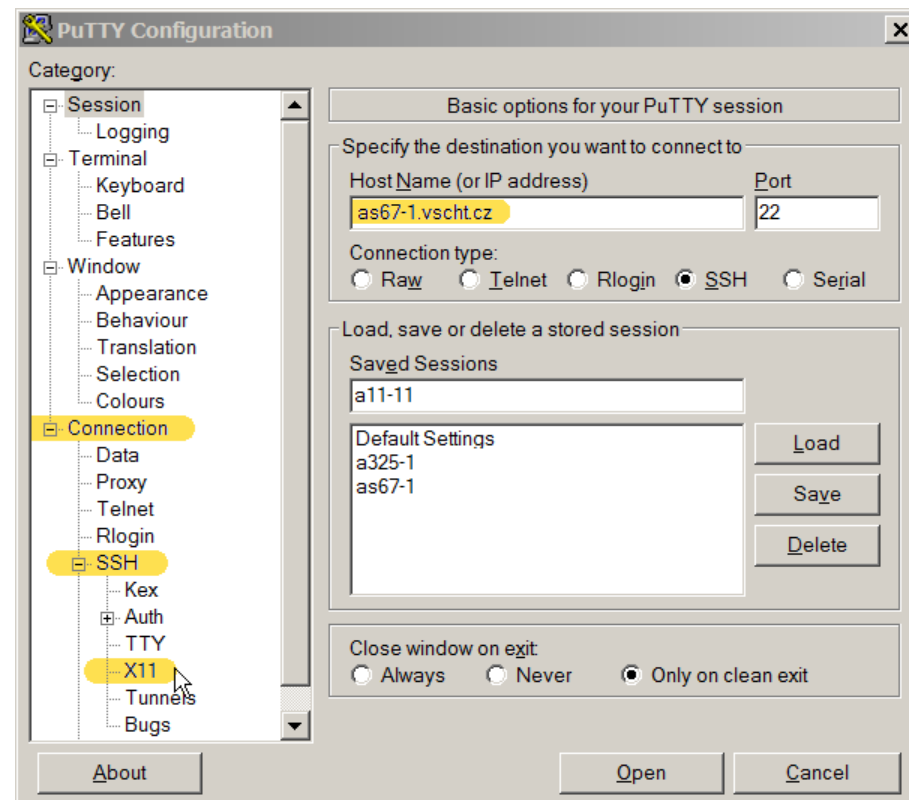 PuTTY Configuration
Category:
Session
Logging
Terminal
Keyboard
Bell
Features
Window
Appearance
Behaviour
Translation
Selection
Colours
Connection
Data
Proxy
Telnet
Rlogin
SSH
Kex
Auth
TTY
X11
Tunnels
Bugs
Basic options for your PuTTY session
Specify the destination you want to connect to
Host Name (or IP address) Port
as67-1.vscht.cz 22
Connection type:
Raw Telnet Rlogin SSH Serial
Load, save or delete a stored session
Saved Sessions
a11-11
Default Settings
a325-1
as67-1
Load
Save
Delete
Close window on exit:
Always Never Only on clean exit
About Open Cancel